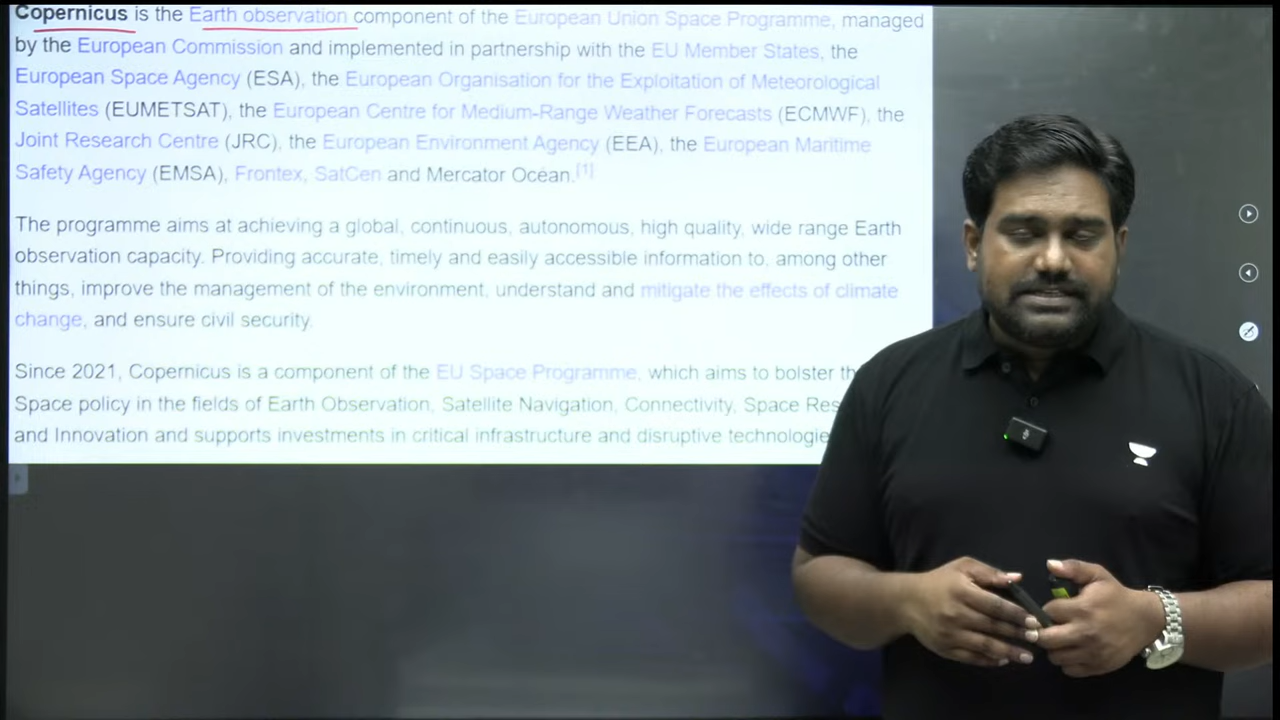 Copernicus is the Earth observation component of the European Union Space Programme, managed
by the European Commission and implemented in partnership with the EU Member States, the
European Space Agency (ESA), the European Organisation for the Exploitation of Meteorological
Satellites (EUMETSAT), the European Centre for Medium-Range Weather Forecasts (ECMWF), the
Joint Research Centre (JRC), the European Environment Agency (EEA), the European Maritime
Safety Agency (EMSA), Frontex, SatCen and Mercator Océan.[1]
The programme aims at achieving a global, continuous, autonomous, high quality, wide range Earth
observation capacity. Providing accurate, timely and easily accessible information to, among other
things, improve the management of the environment, understand and mitigate the effects of climate
change, and ensure civil security.
Since 2021, Copernicus is a component of the EU Space Programme, which aims to bolster th
Space policy in the fields of Earth Observation, Satellite Navigation, Connectivity, Space Res
and Innovation and supports investments in critical infrastructure and disruptive technologie